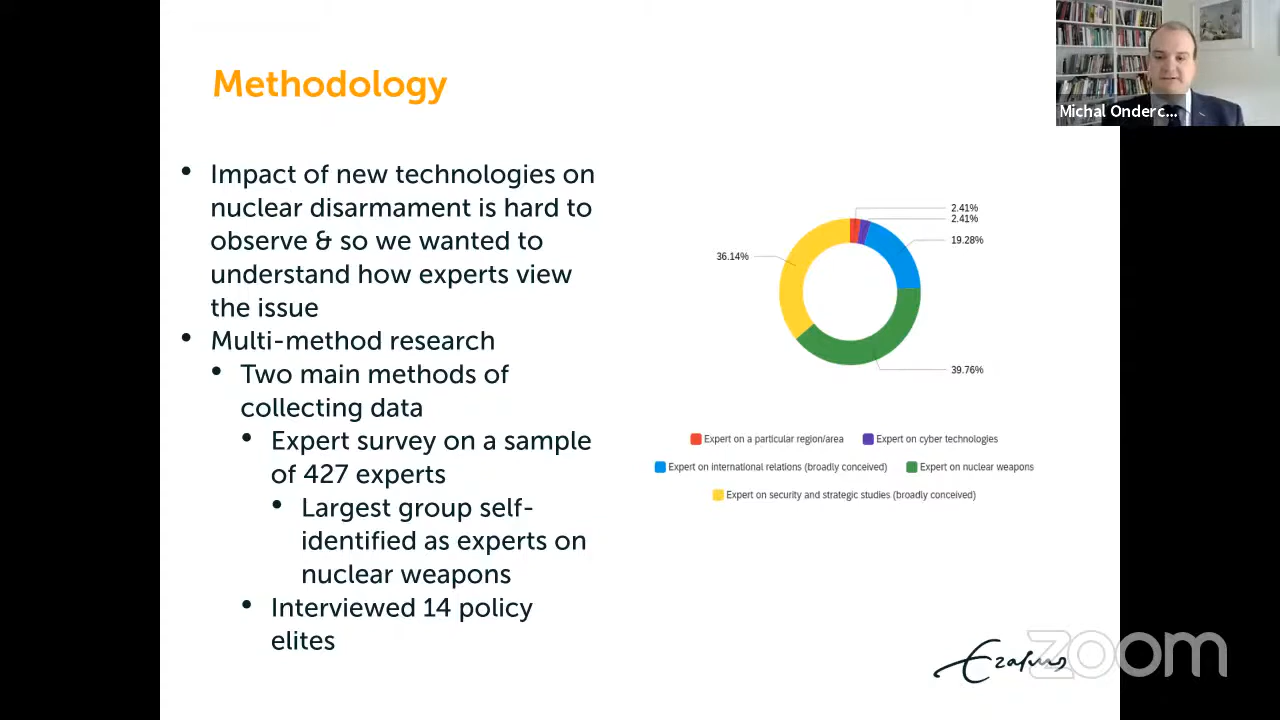 Methodology
Michal Onderc...
• Impact of new technologies on
nuclear disarmament is hard to
observe & so we wanted to
understand how experts view
the issue
• Multi-method research
• Two main methods of
collecting data
• Expert survey on a sample
of 427 experts
• Largest group self-
identified as experts on
nuclear weapons
• Interviewed 14 policy
elites
2.41%
2.41%
19.28%
36.14%
39.76%
Expert on a particular region/area Expert on cyber technologies
Expert on international relations (broadly conceived) Expert on nuclear weapons
Expert on security and strategic studies (broadly conceived)
Erasmus
zoom